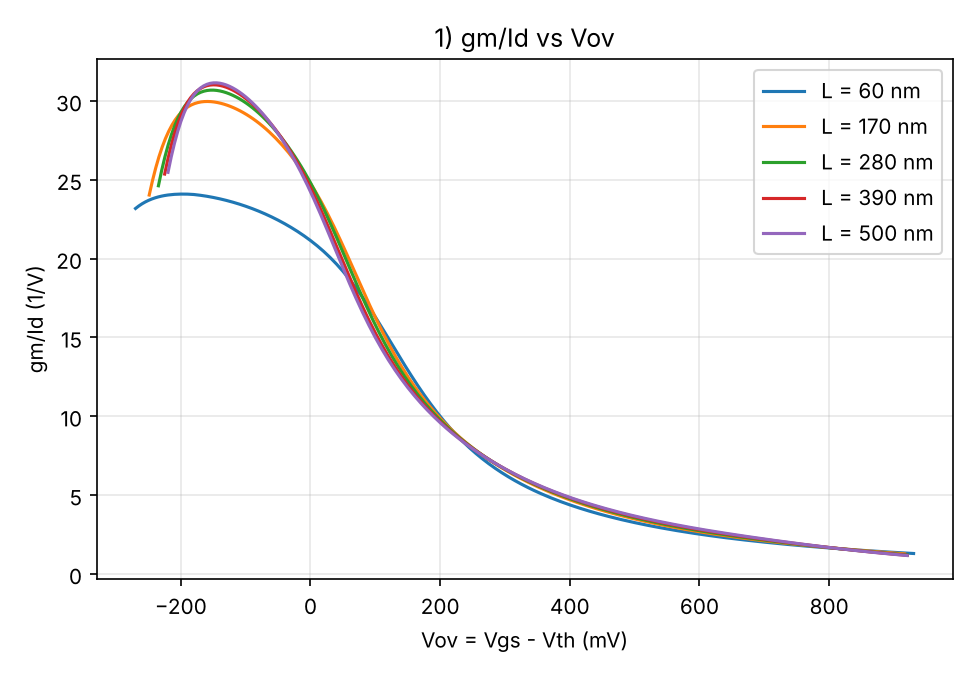 1) gm/Id vs Vov
gm/Id (1/V)
30
25
20
15
10
5
0
−200
0
200
400
600
800
Vov = Vgs - Vth (mV)
L = 60 nm
L = 170 nm
L = 280 nm
L = 390 nm
L = 500 nm